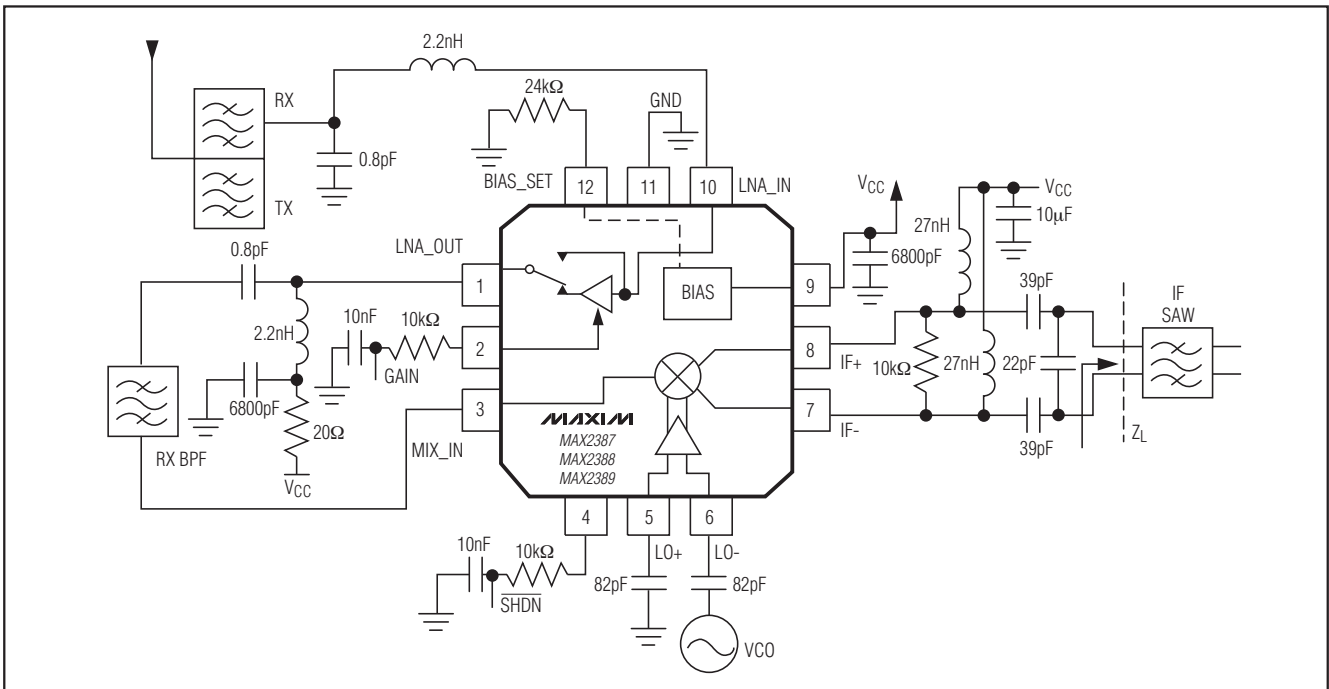 2.2nH
RX
24kΩ
GND
0.8pF
TX
BIAS_SET
12
11
10
LNA_IN
VCC
VCC
10µF
27nH
6800pF
LNA_OUT
0.8pF
1
BIAS
9
39pF
IF
SAW
2.2nH
10nF
10kΩ
2
GAIN
8
IF+
10kΩ
27nH
22pF
6800pF
3
7
IF-
20Ω
MIX_IN
MAXIM
MAX2387
MAX2388
MAX2389
39pF
ZL
RX BPF
VCC
4
5
6
10nF
10kΩ
LO+
LO-
SHDN
82pF
82pF
VCO